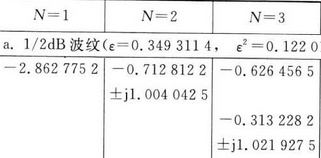 N=1 N=2 N=3
a. 1/2dB 波纹(ε=0.349 311 4, ε²=0.122 0
-2.862 775 2 -0.712 812 2 -0.626 456 5
±j1.004 042 5
-0.313 228 2
±j1.021 927 5